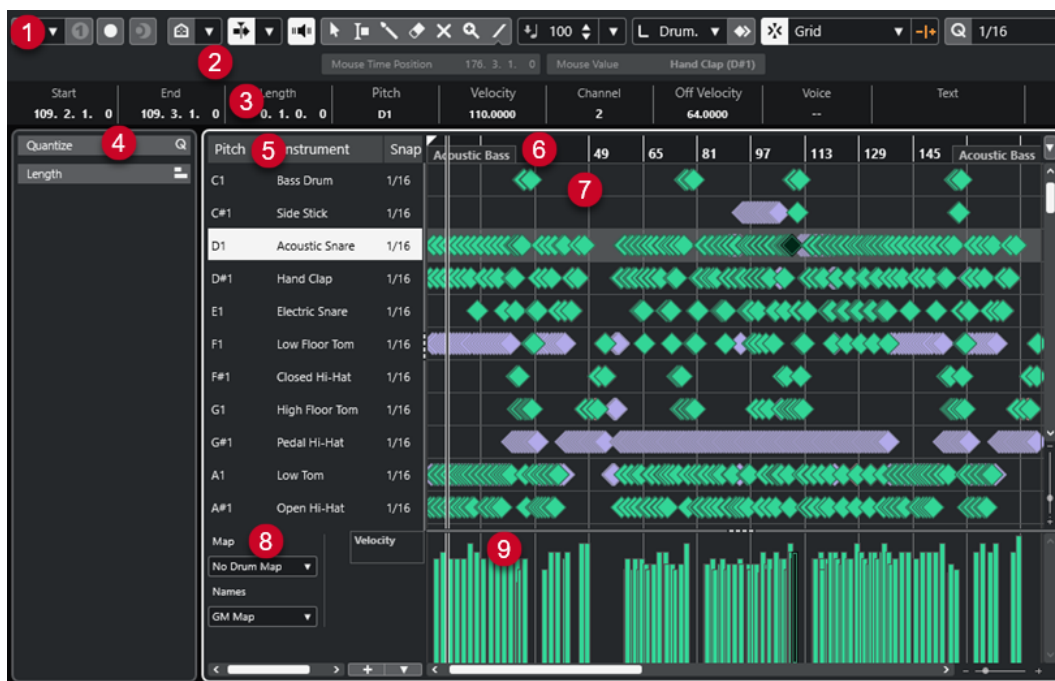 1
100
L Drum.
Grid
Q 1/16
2
Mouse Time Position 176. 3. 1. 0 Mouse Value Hand Clap (D#1)
Start End Length Pitch Velocity Channel Off Velocity Voice Text
109. 2. 1. 0 109. 3. 1. 0 0. 1. 0. 0 D1 110.0000 2 64.0000 --
3
Quantize Q
4
Length
Pitch Instrument Snap
5
Acoustic Bass 49 65 81 97 113 129 145 Acoustic Bass
6
7
C1 Bass Drum 1/16
C#1 Side Stick 1/16
D1 Acoustic Snare 1/16
D#1 Hand Clap 1/16
E1 Electric Snare 1/16
F1 Low Floor Tom 1/16
F#1 Closed Hi-Hat 1/16
G1 High Floor Tom 1/16
G#1 Pedal Hi-Hat 1/16
A1 Low Tom 1/16
A#1 Open Hi-Hat 1/16
Map
8
Velocity
9
No Drum Map
Names
GM Map